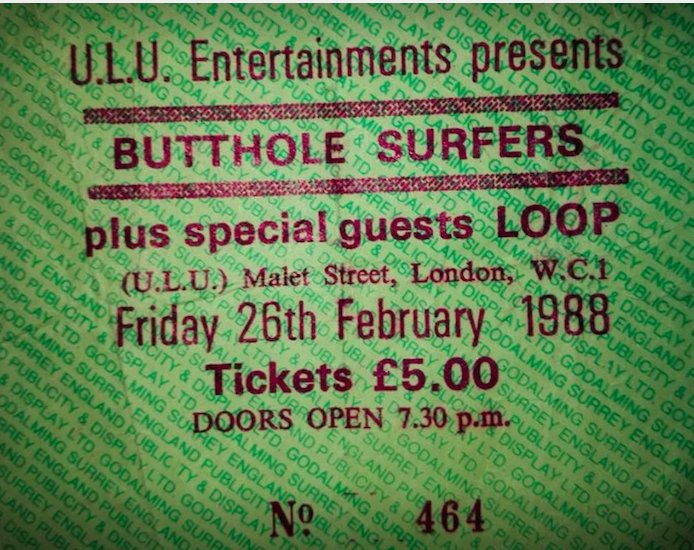 U.L.U. Entertainments presents
BUTTHOLE SURFERS
plus special guests LOOP
(U.L.U.) Malet Street, London, W.C.1
Friday 26th February 1988
Tickets £5.00
DOORS OPEN 7.30 p.m.
Nº 464